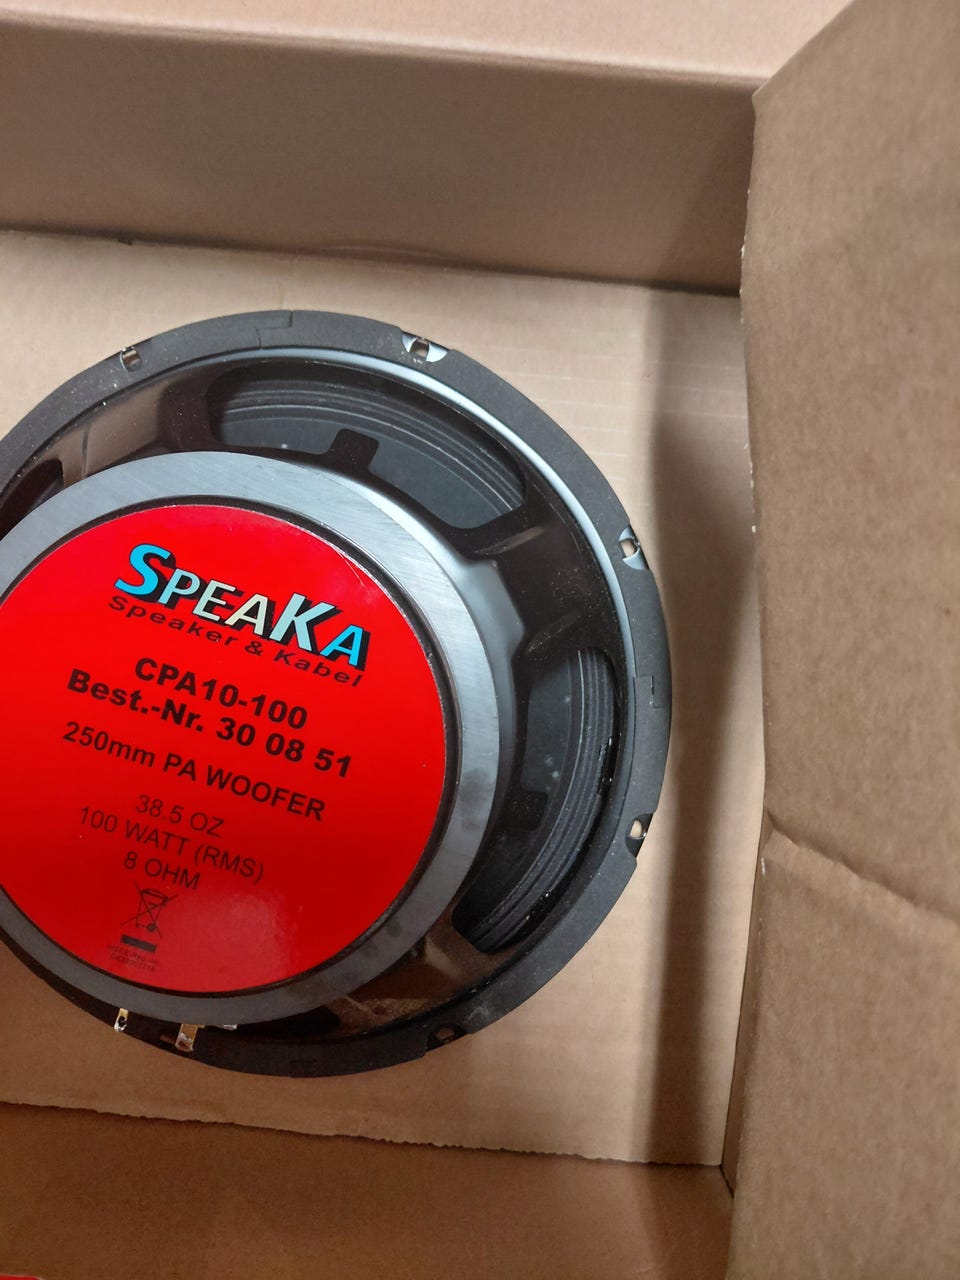 SPEAKA
Speaker & Kabel
CPA10-100
Best.-Nr. 30 08 51
250mm PA WOOFER
38.5 OZ
100 WATT (RMS)
8 OHM